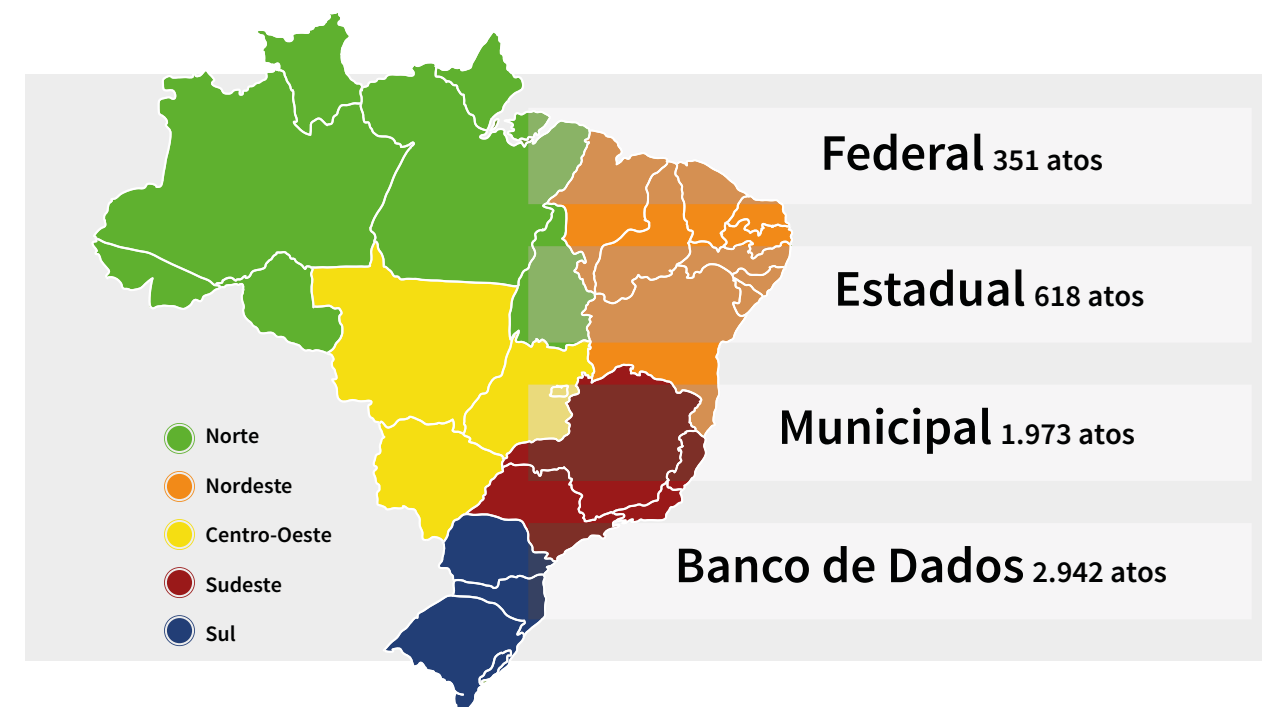 Federal 351 atos
Estadual 618 atos
Municipal 1.973 atos
Banco de Dados 2.942 atos
Norte
Nordeste
Centro-Oeste
Sudeste
Sul